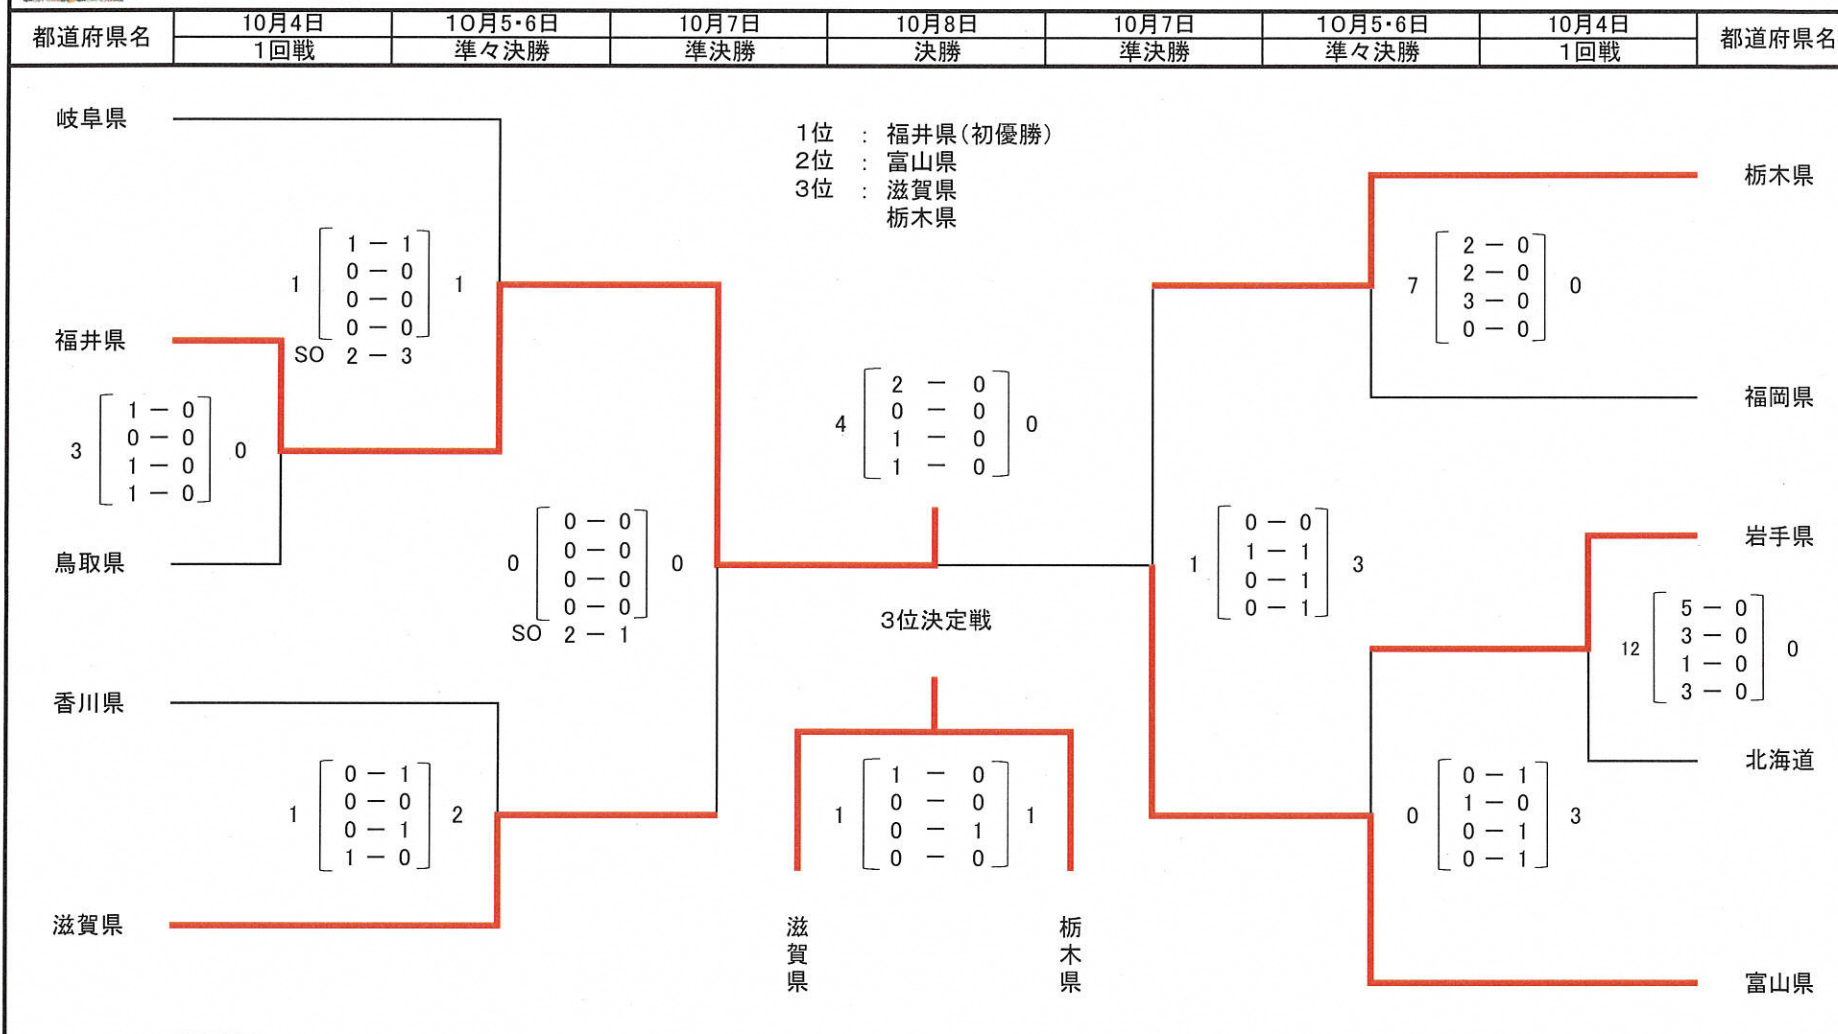 都道府県名 10月4日 10月5・6日 10月7日 10月8日 10月7日 10月5・6日 10月4日 都道府県名
1回戦 準々決勝 準決勝 決勝 準決勝 準々決勝 1回戦
岐阜県
福井県
鳥取県
香川県
滋賀県
3 0
1 － 0
0 － 0
1 － 0
1 － 0
1 1
1 － 1
0 － 0
0 － 0
0 － 0
SO 2 － 3
1 2
0 － 1
0 － 0
0 － 1
1 － 0
0 0
0 － 0
0 － 0
0 － 0
0 － 0
SO 2 － 1
1位 : 福井県(初優勝)
2位 : 富山県
3位 : 滋賀県
栃木県
4 0
2 － 0
0 － 0
1 － 0
1 － 0
3位決定戦
1 1
1 － 0
0 － 0
0 － 1
0 － 0
滋賀県
栃木県
1 3
0 － 0
1 － 1
0 － 1
0 － 1
7 0
2 － 0
2 － 0
3 － 0
0 － 0
0 3
0 － 1
1 － 0
0 － 1
0 － 1
12 0
5 － 0
3 － 0
1 － 0
3 － 0
栃木県
福岡県
岩手県
北海道
富山県